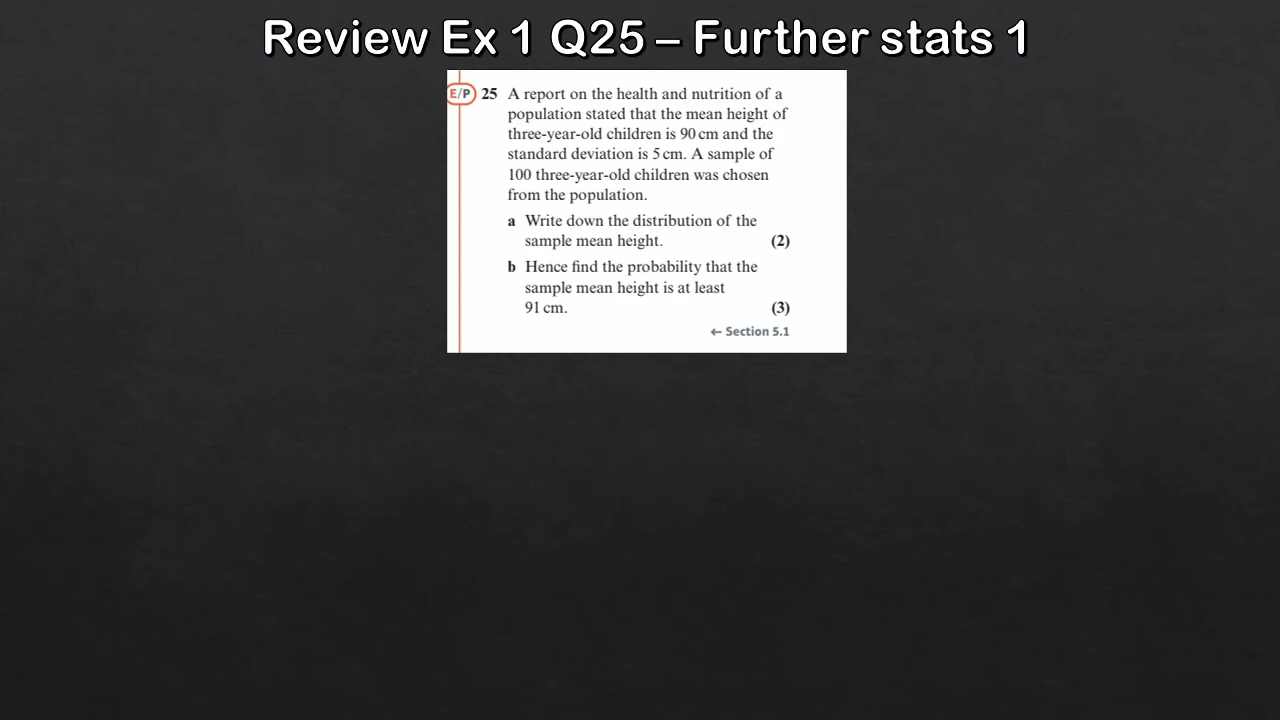 Review Ex 1 Q25 – Further stats 1
E/P 25 A report on the health and nutrition of a
population stated that the mean height of
three-year-old children is 90 cm and the
standard deviation is 5 cm. A sample of
100 three-year-old children was chosen
from the population.
a Write down the distribution of the
sample mean height. (2)
b Hence find the probability that the
sample mean height is at least
91 cm. (3)
← Section 5.1